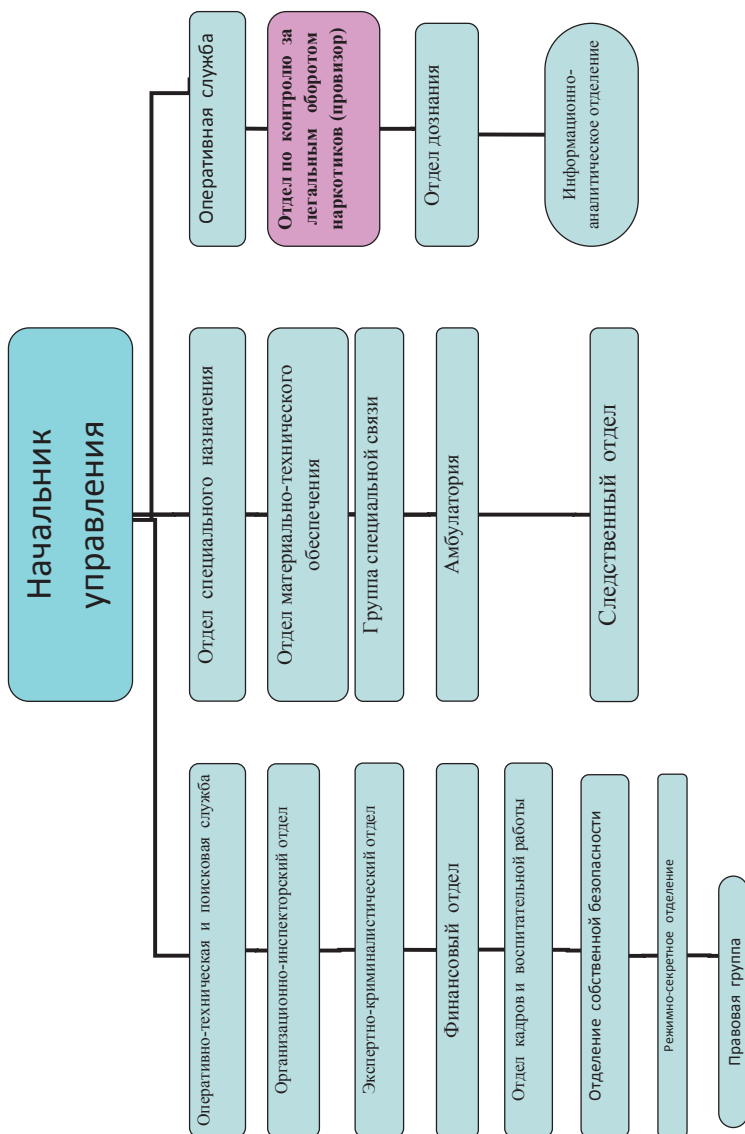 Начальник
управления
Оперативно-техническая и поисковая служба
Организационно-инспекторский отдел
Экспертно-криминалистический отдел
Финансовый отдел
Отдел кадров и воспитательной работы
Отделение собственной безопасности
Режимно-секретное отделение
Правовая группа
Отдел специального назначения
Отдел материально-технического
обеспечения
Группа специальной связи
Амбулатория
Следственный отдел
Оперативная служба
Отдел по контролю за
легальным оборотом
наркотиков (провизор)
Отдел дознания
Информационно-
аналитическое отделение